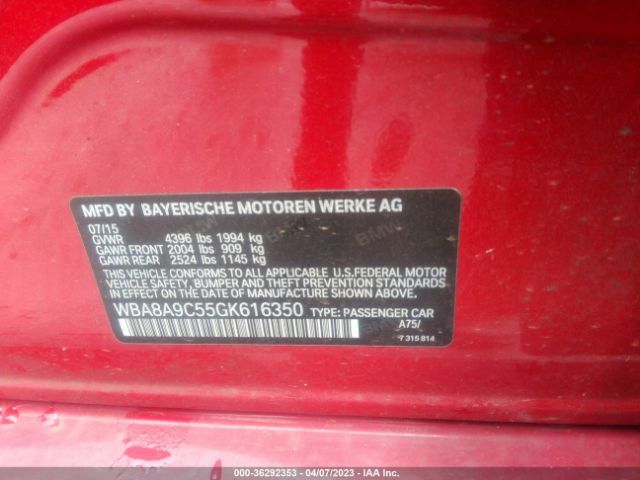 MFD BY BAYERISCHE MOTOREN WERKE AG
07/15
GVWR 4396 lbs 1994 kg
GAWR FRONT 2004 lbs 909 kg
GAWR REAR 2524 lbs 1145 kg
THIS VEHICLE CONFORMS TO ALL APPLICABLE U.S.FEDERAL MOTOR
VEHICLE SAFETY, BUMPER, AND THEFT PREVENTION STANDARDS
IN EFFECT ON THE DATE OF MANUFACTURE SHOWN ABOVE.
WBA8A9C55GK616350 TYPE: PASSENGER CAR
A75/
7 315 814
000-36292353 - 04/07/2023 - IAA Inc.